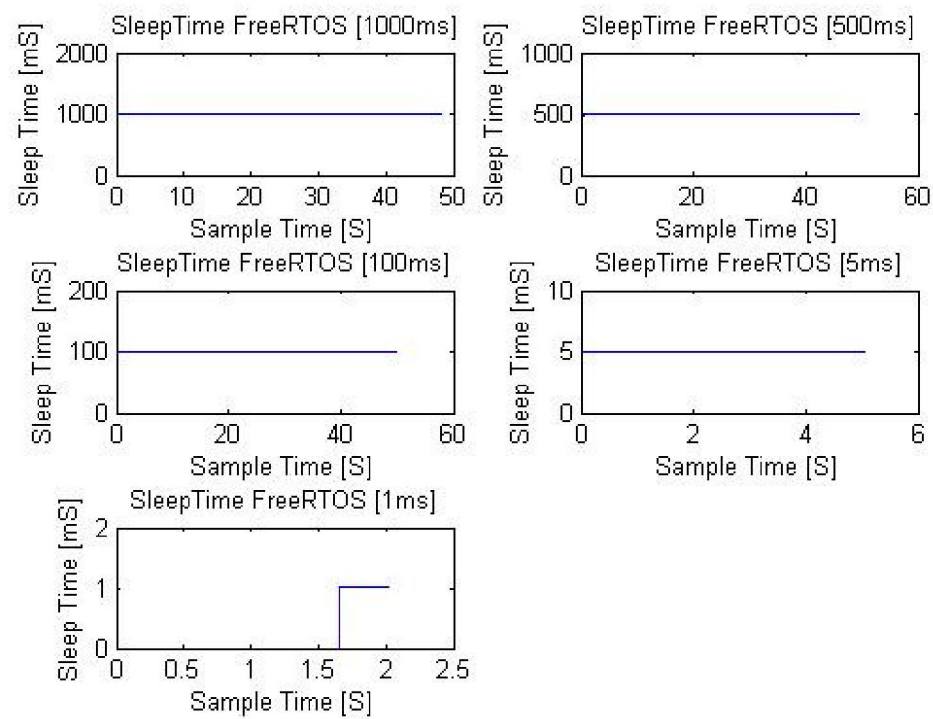 SleepTime FreeRTOS [1000ms]
Sleep Time [mS]
2000
1000
0
0 10 20 30 40 50
Sample Time [S]
SleepTime FreeRTOS [500ms]
Sleep Time [mS]
1000
500
0
0 20 40 60
Sample Time [S]
SleepTime FreeRTOS [100ms]
Sleep Time [mS]
200
100
0
0 20 40 60
Sample Time [S]
SleepTime FreeRTOS [5ms]
Sleep Time [mS]
10
5
0
0 2 4 6
Sample Time [S]
SleepTime FreeRTOS [1ms]
Sleep Time [mS]
2
1
0
0 0.5 1 1.5 2 2.5
Sample Time [S]